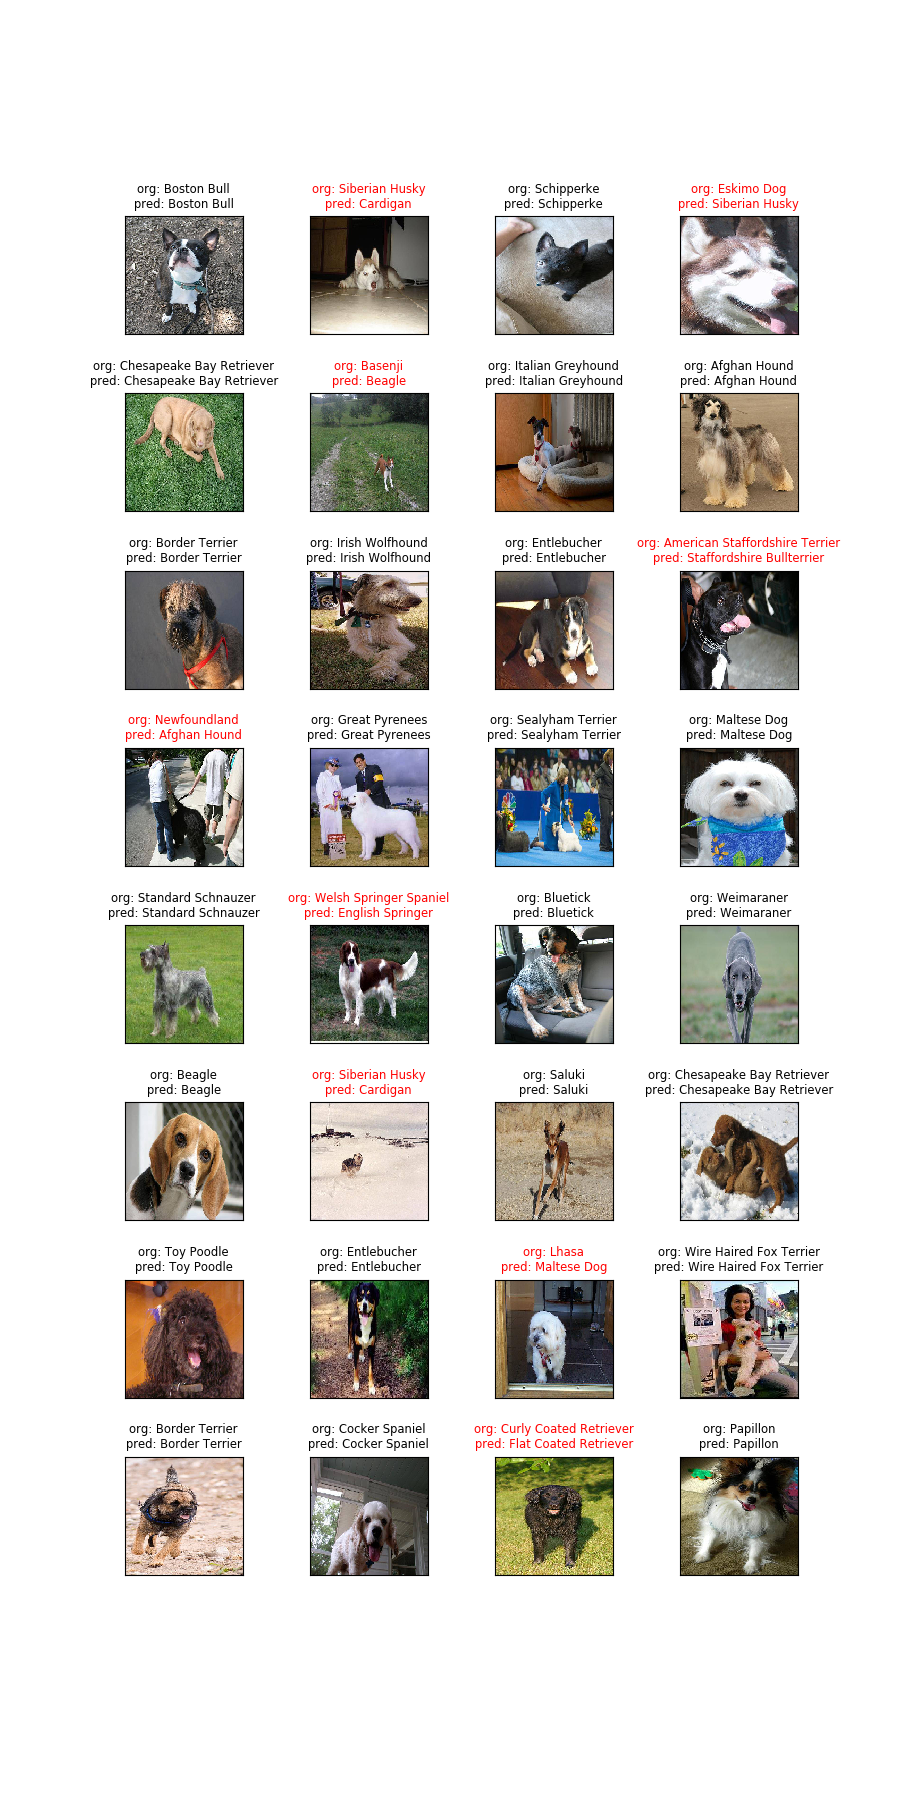 org: Boston Bull
pred: Boston Bull
org: Siberian Husky
pred: Cardigan
org: Schipperke
pred: Schipperke
org: Eskimo Dog
pred: Siberian Husky
org: Chesapeake Bay Retriever
pred: Chesapeake Bay Retriever
org: Basenji
pred: Beagle
org: Italian Greyhound
pred: Italian Greyhound
org: Afghan Hound
pred: Afghan Hound
org: Border Terrier
pred: Border Terrier
org: Irish Wolfhound
pred: Irish Wolfhound
org: Entlebucher
pred: Entlebucher
org: American Staffordshire Terrier
pred: Staffordshire Bullterrier
org: Newfoundland
pred: Afghan Hound
org: Great Pyrenees
pred: Great Pyrenees
org: Sealyham Terrier
pred: Sealyham Terrier
org: Maltese Dog
pred: Maltese Dog
org: Standard Schnauzer
pred: Standard Schnauzer
org: Welsh Springer Spaniel
pred: English Springer
org: Bluetick
pred: Bluetick
org: Weimaraner
pred: Weimaraner
org: Beagle
pred: Beagle
org: Siberian Husky
pred: Cardigan
org: Saluki
pred: Saluki
org: Chesapeake Bay Retriever
pred: Chesapeake Bay Retriever
org: Toy Poodle
pred: Toy Poodle
org: Entlebucher
pred: Entlebucher
org: Lhasa
pred: Maltese Dog
org: Wire Haired Fox Terrier
pred: Wire Haired Fox Terrier
org: Border Terrier
pred: Border Terrier
org: Cocker Spaniel
pred: Cocker Spaniel
org: Curly Coated Retriever
pred: Flat Coated Retriever
org: Papillon
pred: Papillon